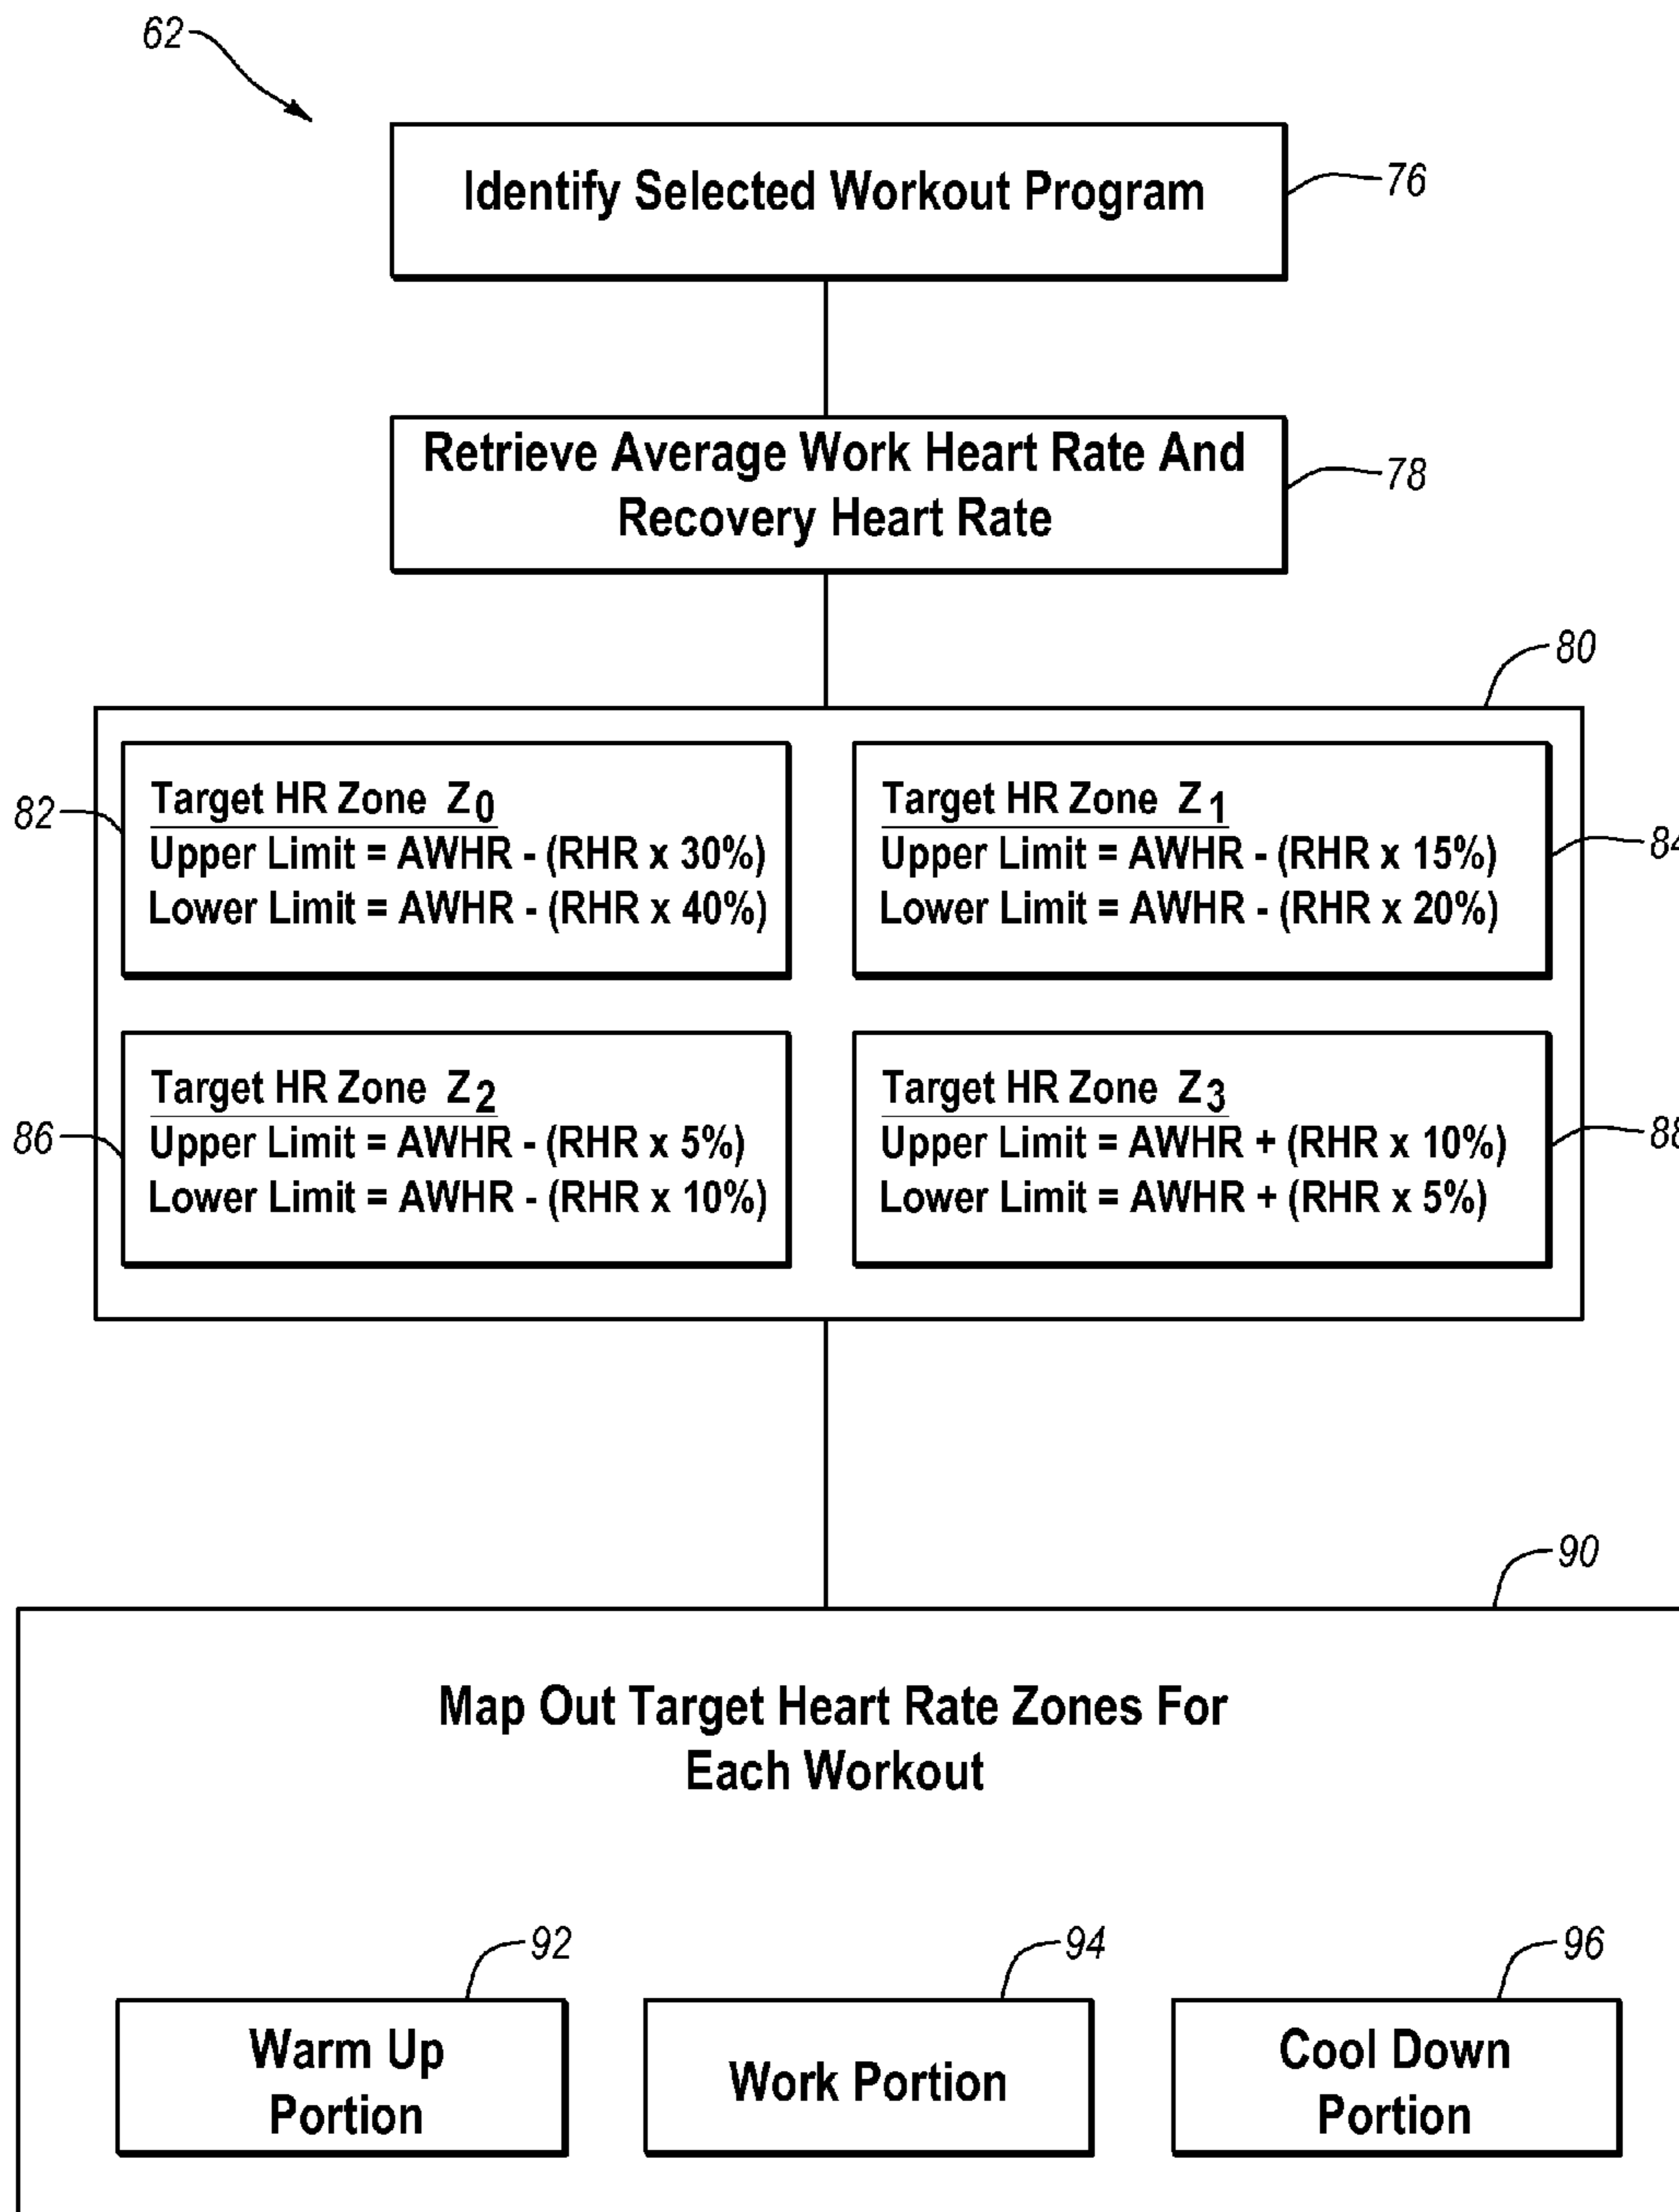 62
Identify Selected Workout Program
76
Retrieve Average Work Heart Rate And
Recovery Heart Rate
78
80
82
Target HR Zone Z0
Upper Limit = AWHR - (RHR x 30%)
Lower Limit = AWHR - (RHR x 40%)
Target HR Zone Z1
Upper Limit = AWHR - (RHR x 15%)
Lower Limit = AWHR - (RHR x 20%)
84
86
Target HR Zone Z2
Upper Limit = AWHR - (RHR x 5%)
Lower Limit = AWHR - (RHR x 10%)
Target HR Zone Z3
Upper Limit = AWHR + (RHR x 10%)
Lower Limit = AWHR + (RHR x 5%)
88
90
Map Out Target Heart Rate Zones For
Each Workout
92
Warm Up
Portion
94
Work Portion
96
Cool Down
Portion